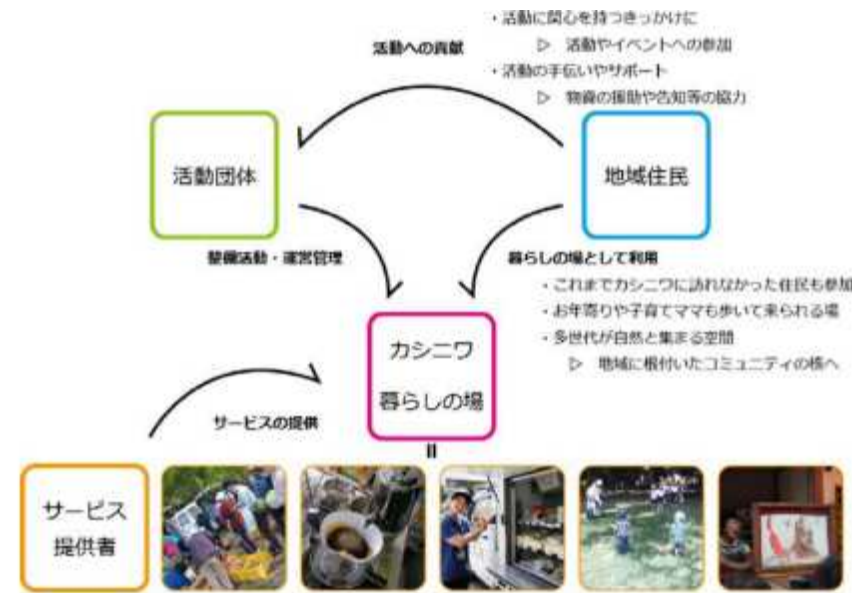 ・活動に関心を持つきっかけに
▷ 活動やイベントへの参加
活動への貢献
・活動の手伝いやサポート
▷ 物資の援助や告知等の協力
活動団体
地域住民
整備活動・運営管理
暮らしの場として利用
・これまでカシニワに訪れなかった住民も参加
・お年寄りや子育てママも歩いて来られる場
・多世代が自然と集まる空間
▷ 地域に根付いたコミュニティの核へ
カシニワ
暮らしの場
サービスの提供
=
サービス
提供者